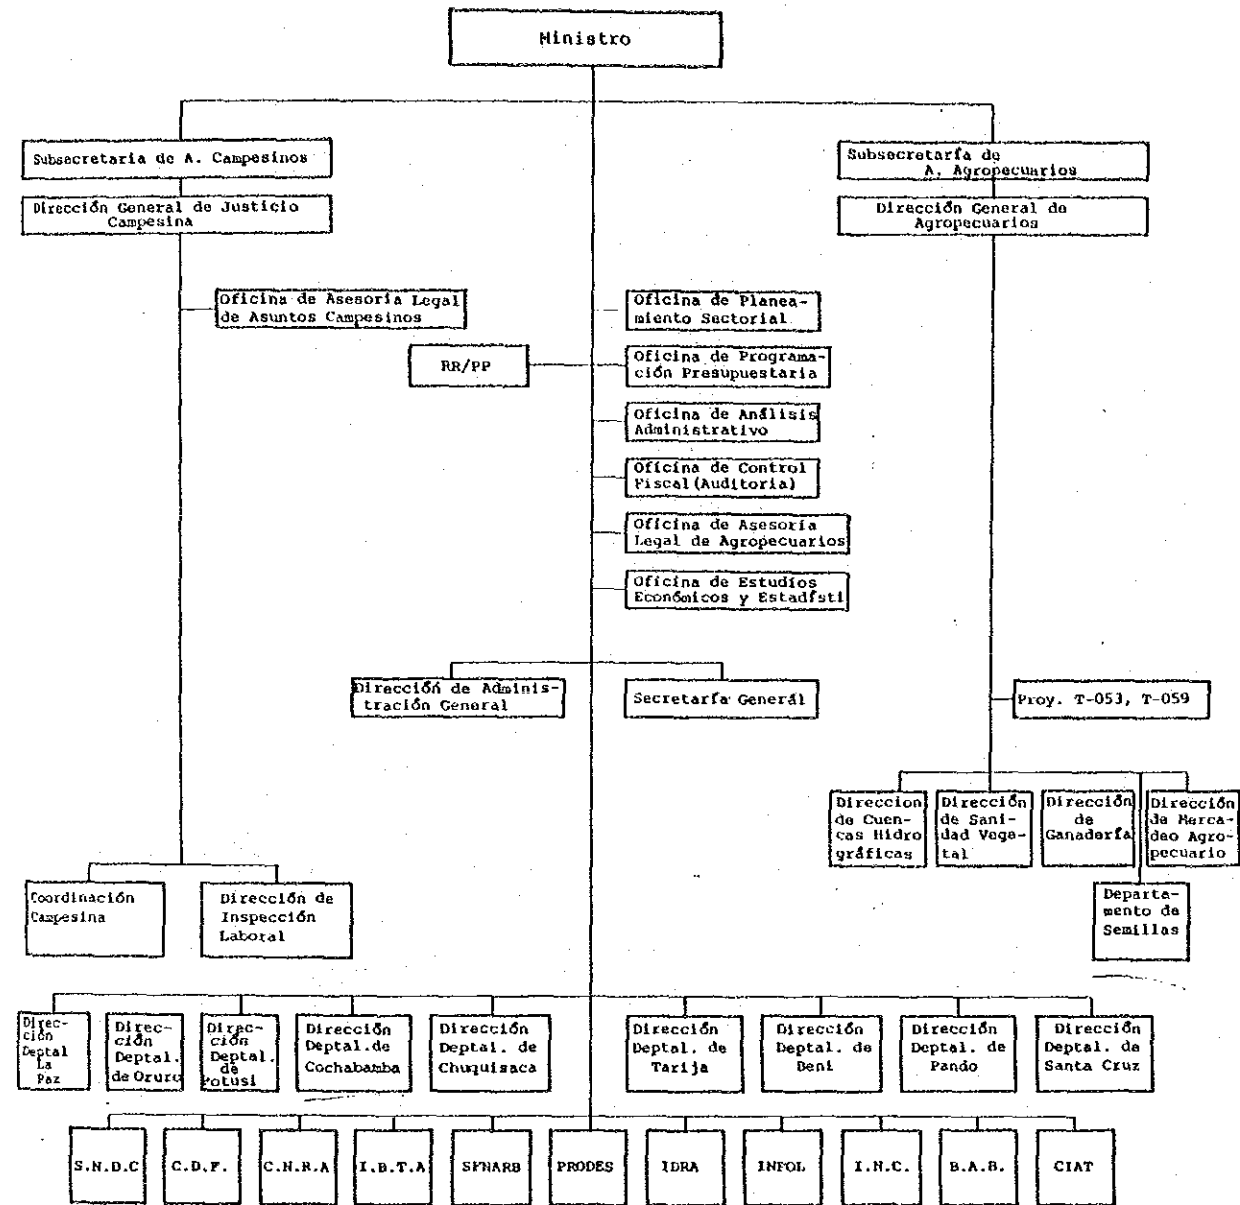 Ministro
Subsecretaria de A. Campesinos
Subsecretaría de
A. Agropecuarios
Dirección General de Justicio
Campesina
Dirección General de
Agropecuarios
Oficina de Asesoría Legal
de Asuntos Campesinos
Oficina de Planea-
miento Sectorial
RR/PP
Oficina de Programa-
ción Presupuestaria
Oficina de Análisis
Administrativo
Oficina de Control
Fiscal(Auditoria)
Oficina de Asesoría
Legal de Agropecuarios
Oficina de Estudios
Económicos y Estadísti
Dirección de Adminis-
tración General
Secretaría General
Proy. T-053, T-059
Direccion
de Cuen-
cas Hidro
gráficas
Dirección
de Sani-
dad Vege-
tal
Dirección
de
Ganadería
Dirección
de Merca-
deo Agro-
pecuario
Coordinación
Campesina
Dirección de
Inspección
Laboral
Departa-
mento de
Semillas
Direc-
ción
Deptal
La
Paz
Direc-
ción
Deptal.
de Oruro
Direc-
ción
Deptal.
de
Potusi
Dirección
Deptal.de
Cochabamba
Dirección
Deptal. de
Chuquisaca
Dirección
Deptal. de
Tarija
Dirección
Deptal. de
Beni
Dirección
Deptal. de
Pando
Dirección
Deptal. de
Santa Cruz
S.N.D.C
C.D.F.
C.N.R.A
I.B.T.A
SFNARB
PRODES
IDRA
INFOL
I.N.C.
B.A.B.
CIAT